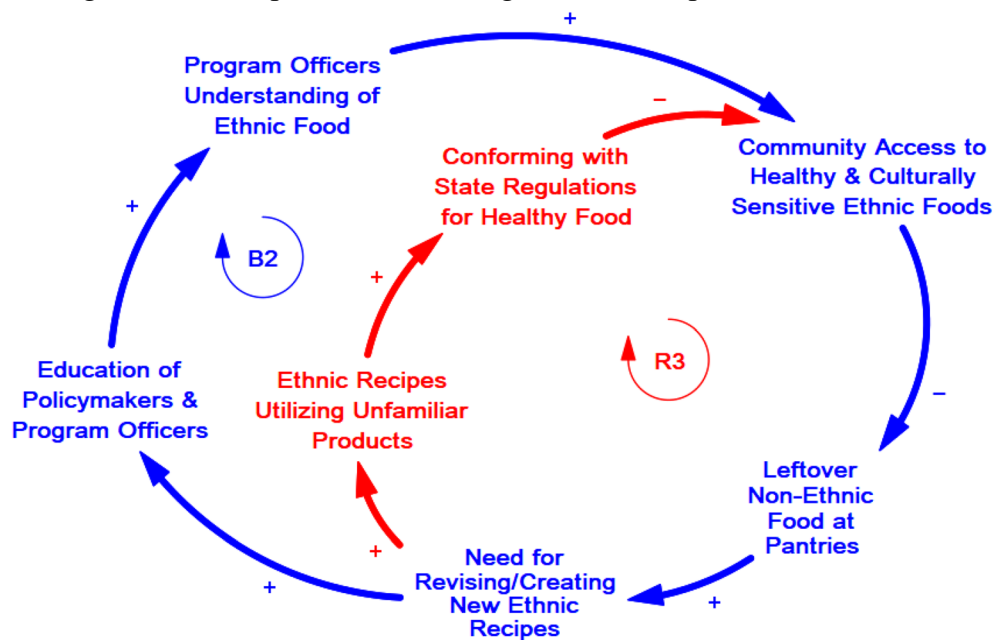 +
Program Officers
Understanding of
Ethnic Food
−
Conforming with
State Regulations
for Healthy Food
Community Access to
Healthy & Culturally
Sensitive Ethnic Foods
+
B2
+
R3
Education of
Policymakers &
Program Officers
Ethnic Recipes
Utilizing Unfamiliar
Products
−
Leftover
Non-Ethnic
Food at
Pantries
+
Need for
Revising/Creating
New Ethnic
Recipes
+
+